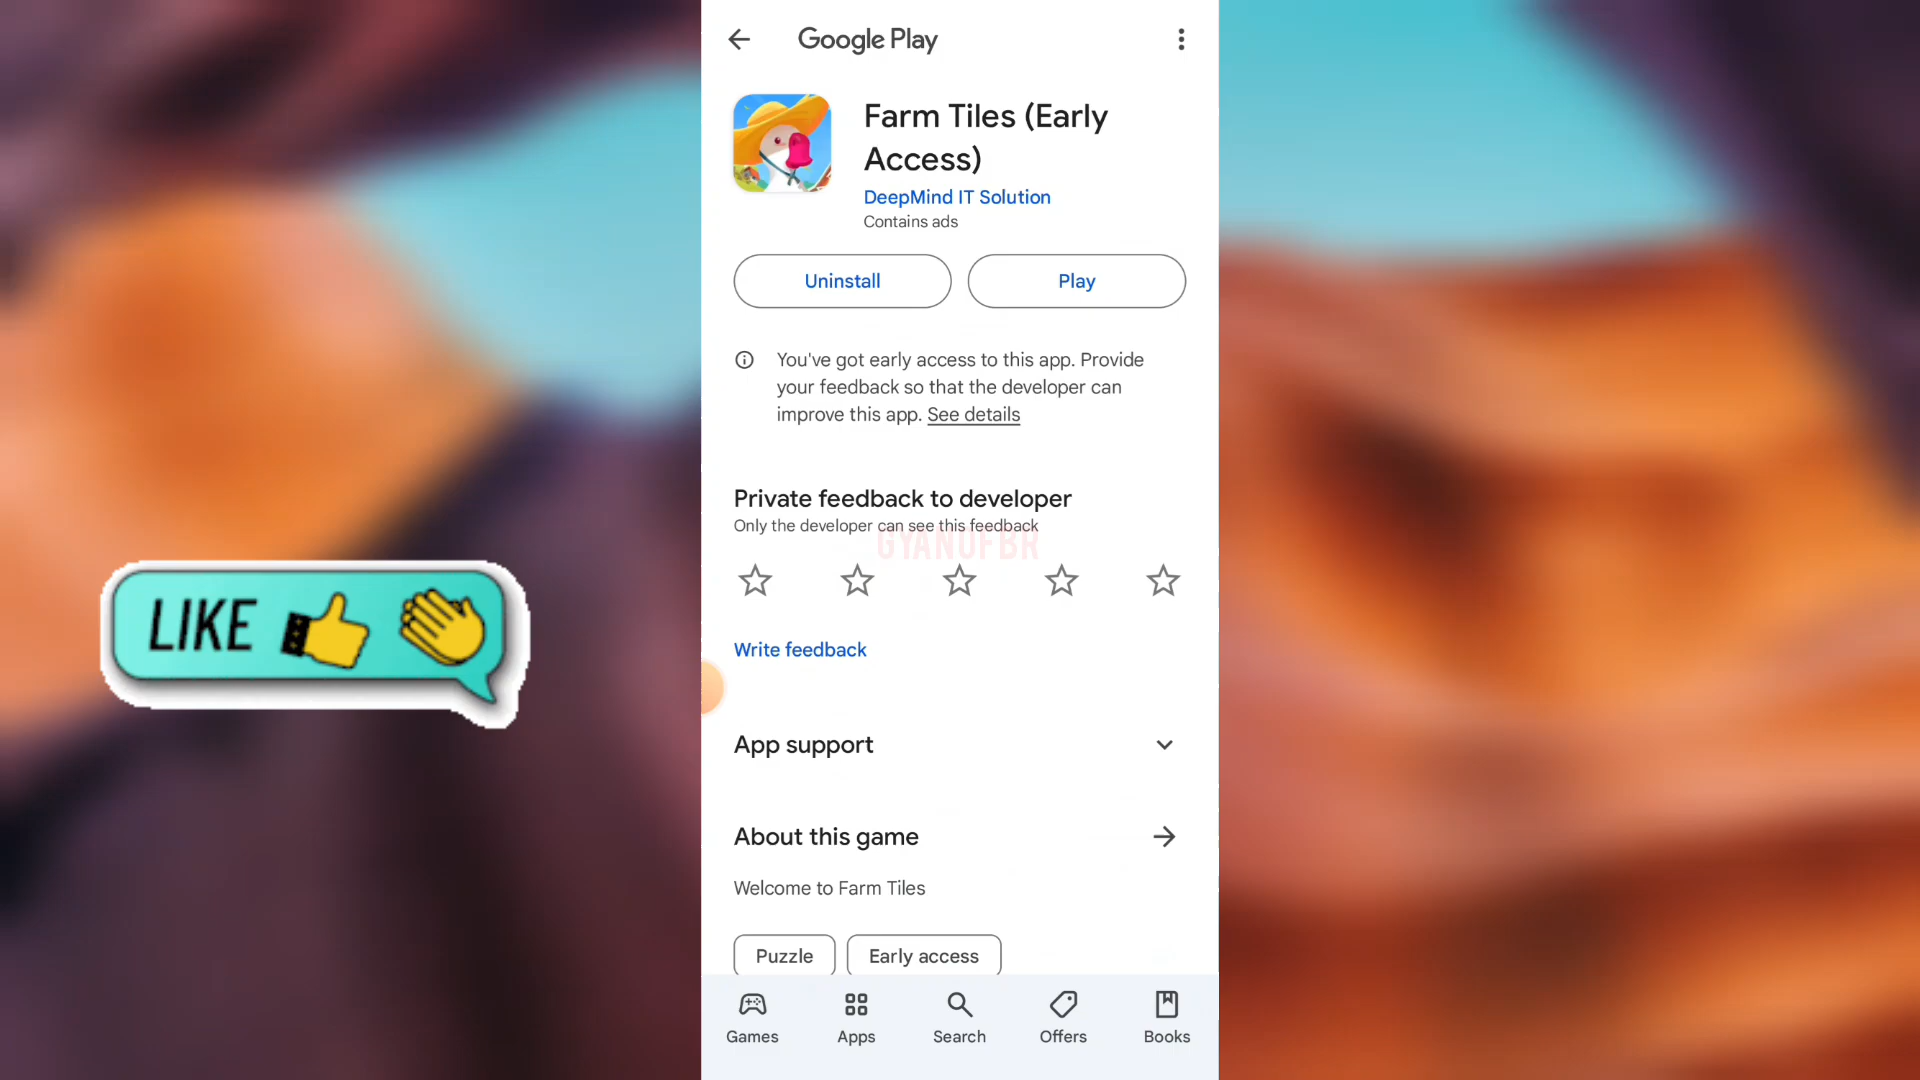 Google Play
Farm Tiles (Early
Access)
DeepMind IT Solution
Contains ads
Uninstall
Play
You've got early access to this app. Provide
your feedback so that the developer can
improve this app. See details
Private feedback to developer
Only the developer can see this feedback
GYANOFBR
LIKE
Write feedback
App support
About this game
Welcome to Farm Tiles
Puzzle
Early access
Games
Apps
Search
Offers
Books